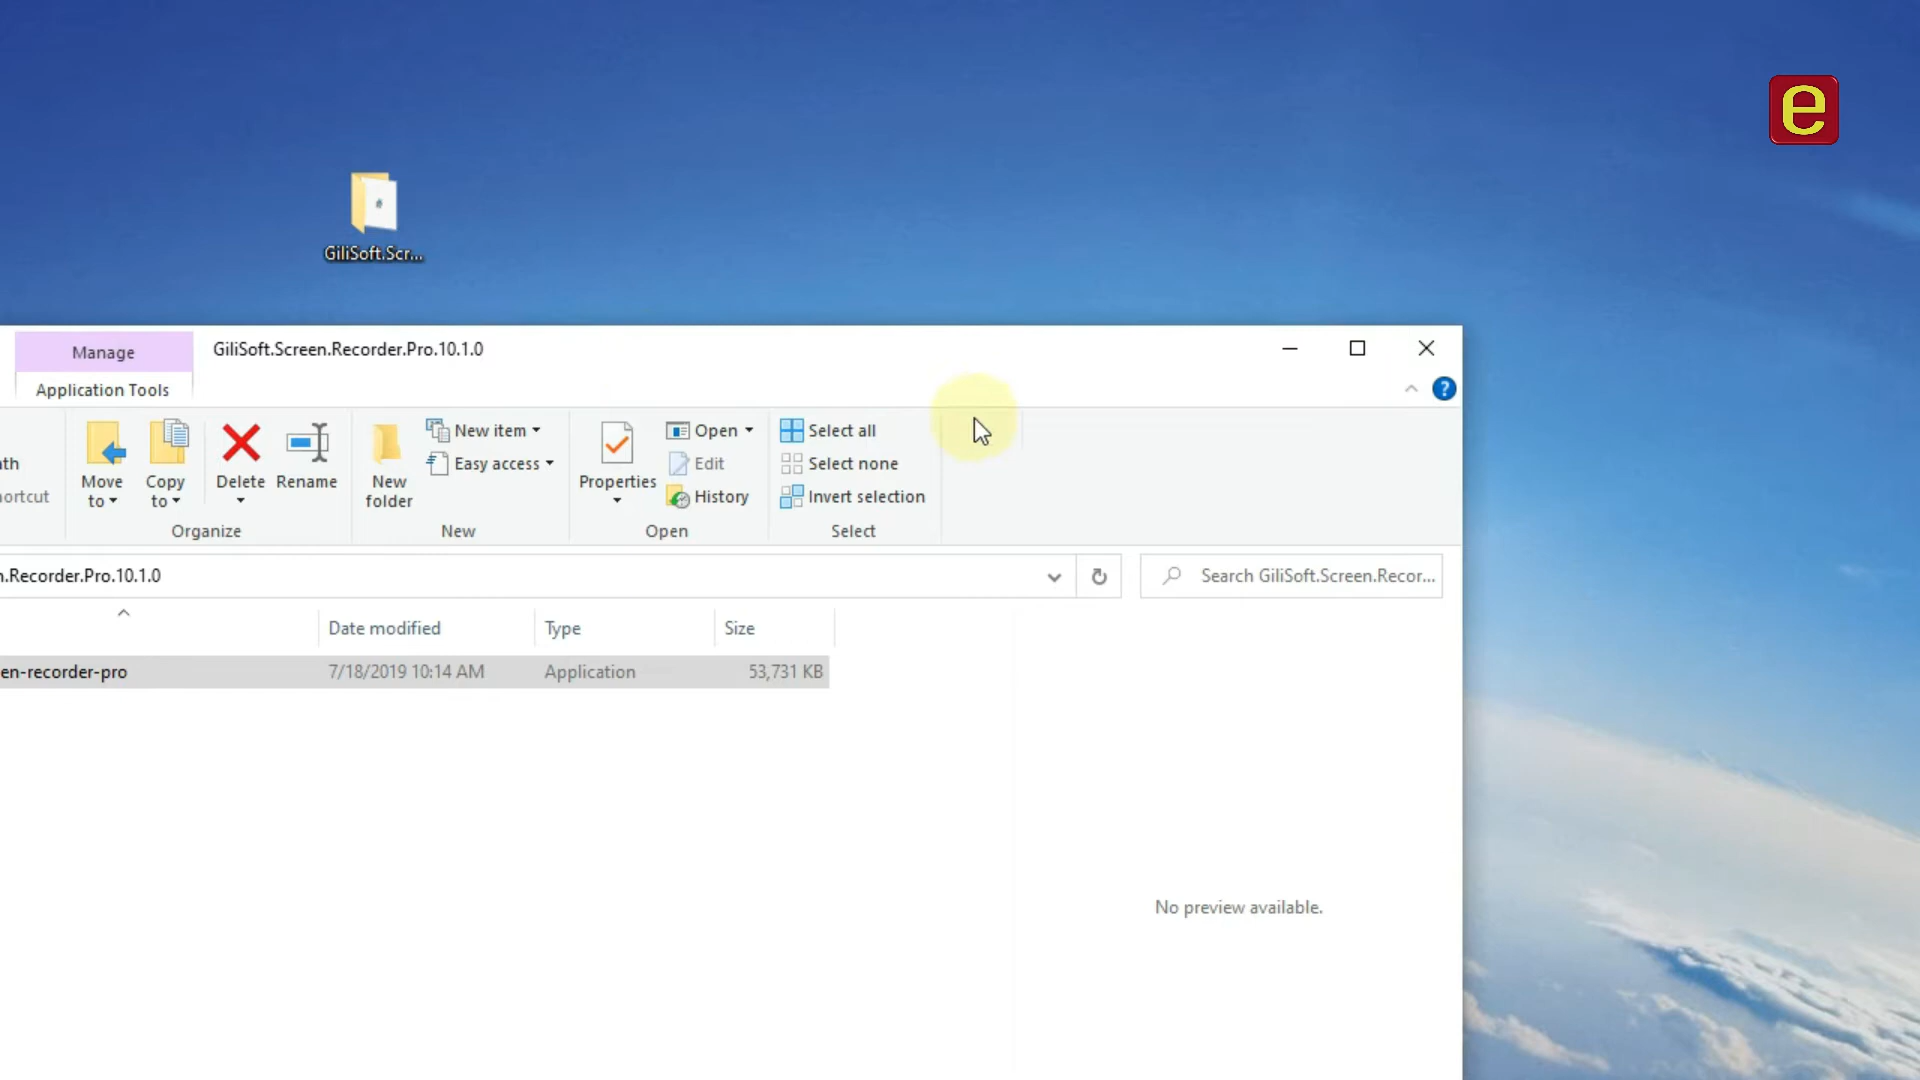 e
GiliSoft.Scr...
Manage
GiliSoft.Screen.Recorder.Pro.10.1.0
Application Tools
?
th
ortcut
Move to
Copy to
Delete
Rename
Organize
New folder
New item
Easy access
New
Properties
Open
Edit
History
Open
Select all
Select none
Invert selection
Select
n.Recorder.Pro.10.1.0
Search GiliSoft.Screen.Recor...
Date modified
Type
Size
en-recorder-pro
7/18/2019 10:14 AM
Application
53,731 KB
No preview available.